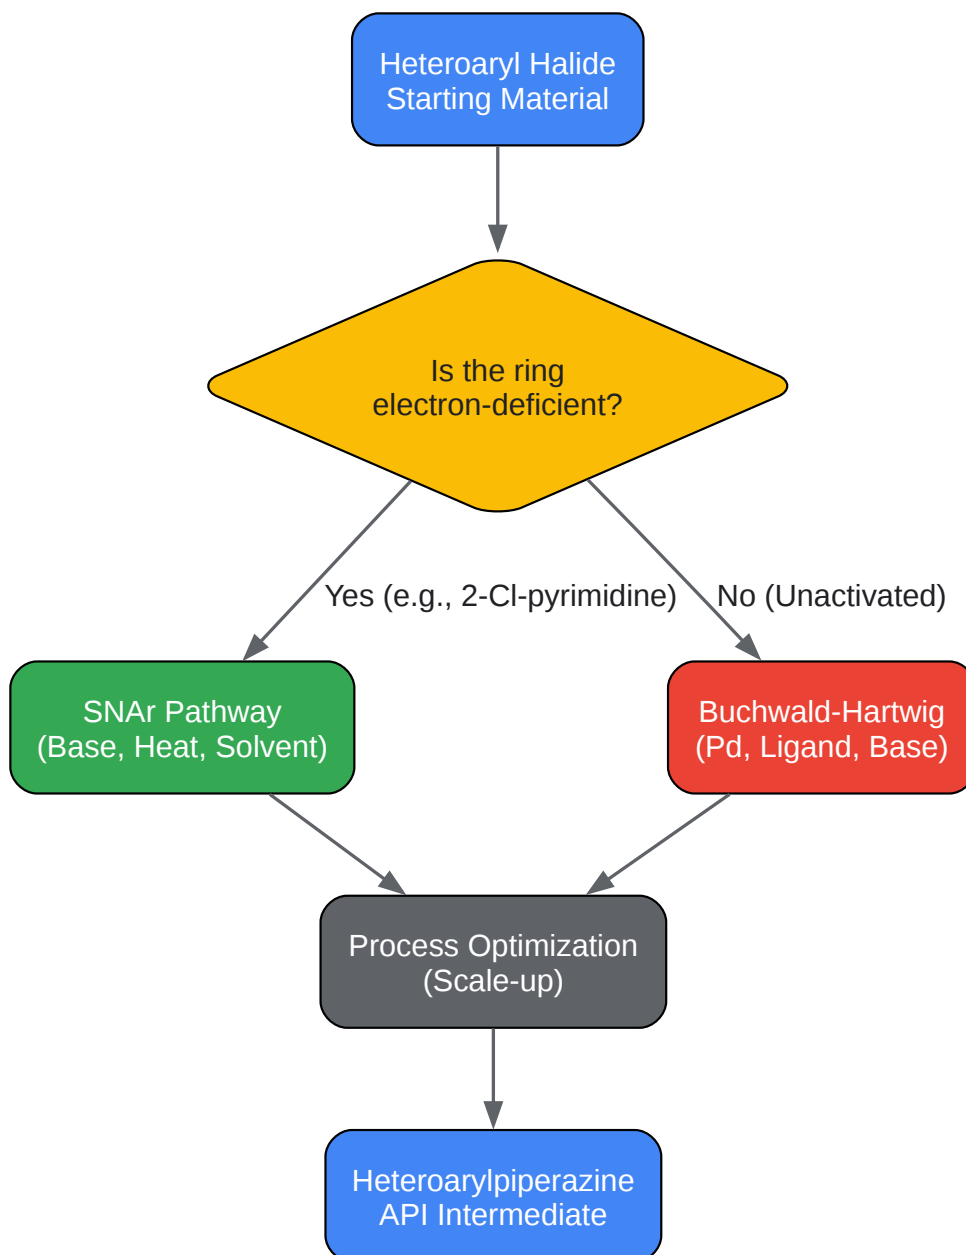 Heteroaryl Halide
Starting Material
Is the ring
electron-deficient?
Yes (e.g., 2-Cl-pyrimidine)
No (Unactivated)
SNAr Pathway
(Base, Heat, Solvent)
Buchwald-Hartwig
(Pd, Ligand, Base)
Process Optimization
(Scale-up)
Heteroarylpiperazine
API Intermediate